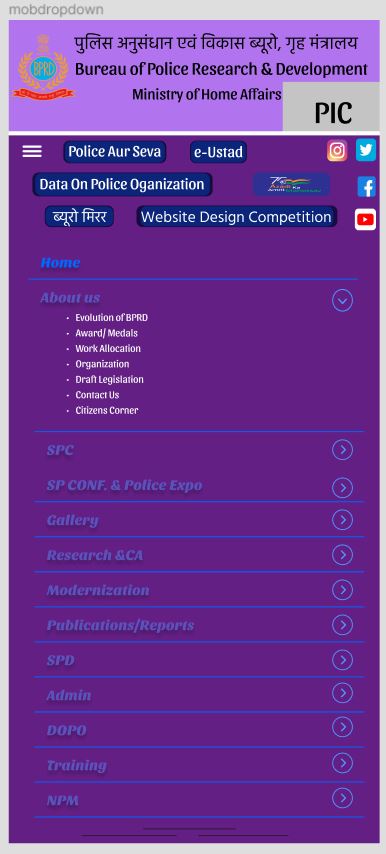 mobdropdown
पुलिस अनुसंधान एवं विकास ब्यूरो, गृह मंत्रालय
BPRD
Bureau of Police Research & Development
Ministry of Home Affairs
PIC
Police Aur Seva
e-Ustad
Data On Police Oganization
Azadi Ka
ब्यूरो मिरर
Website Design Competition
Home
About us
• Evolution of BPRD
• Award/ Medals
• Work Allocation
• Organization
• Draft Legislation
• Contact Us
• Citizens Corner
SPC
SP CONF. & Police Expo
Gallery
Research &CA
Modernization
Publications/Reports
SPD
Admin
DOPO
Training
NPM